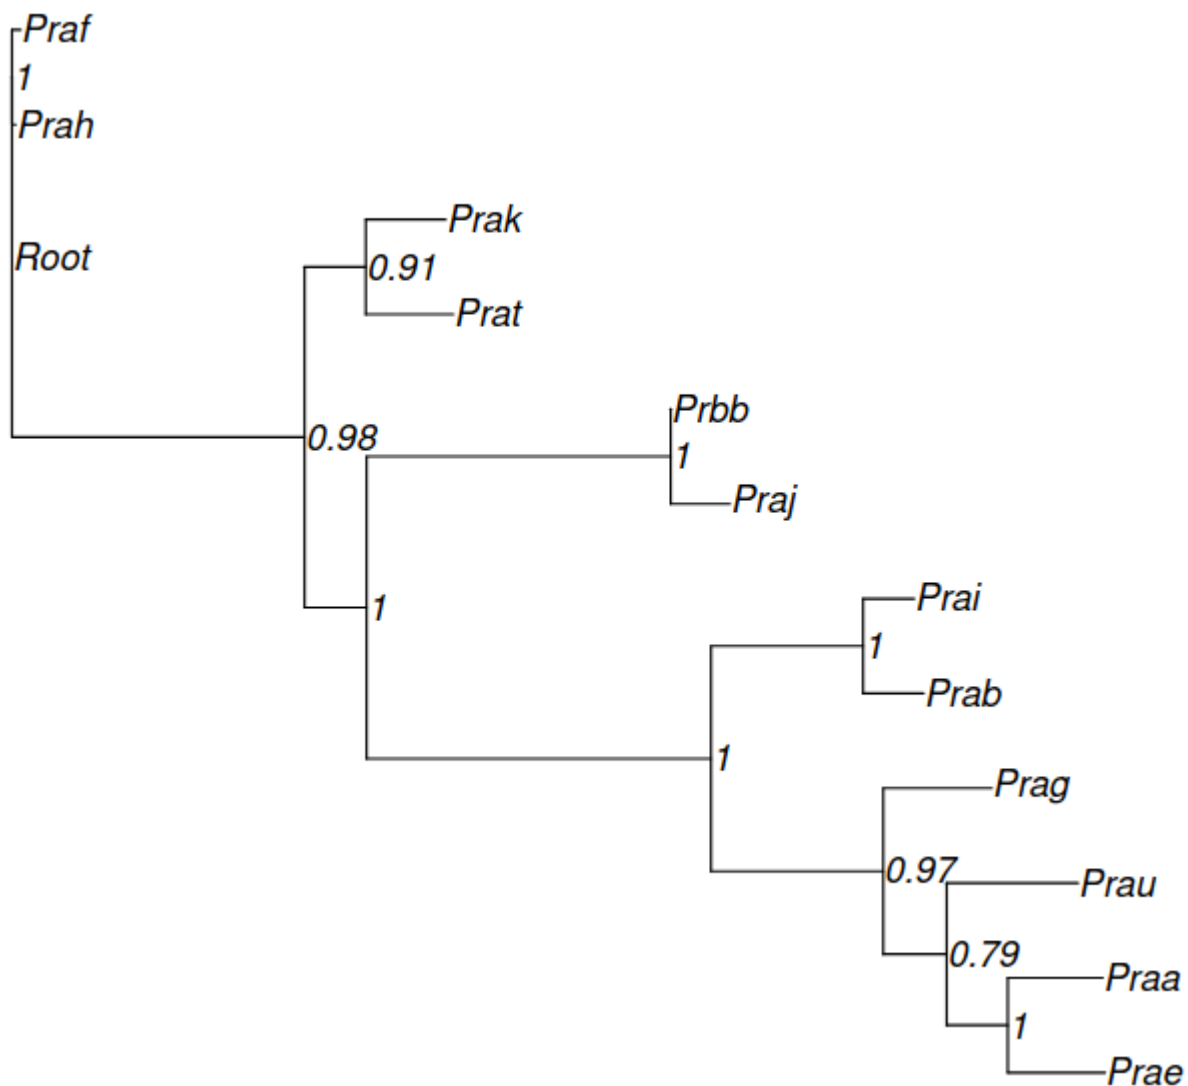 Praf
1
Prah
Prak
Root
0.91
Prat
Prbb
0.98
1
Praj
Prai
1
1
Prab
1
Prag
0.97
Prau
0.79
Praa
1
Prae